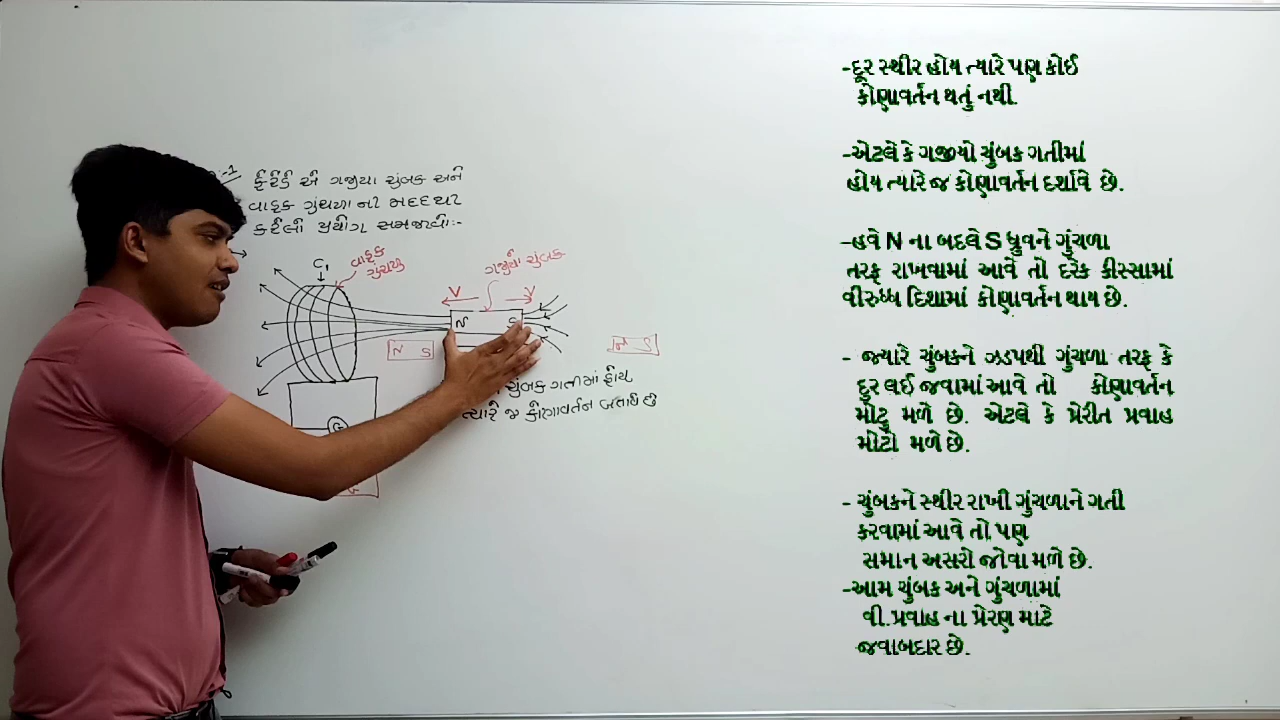 -1
ફેરેડે એ ગજીયા ચુંબક અને
વાહક ગુંચળા ની મદદથી
કરેલો પ્રયોગ સમજાવો:-
C₁
વાહક
ગુંચળુ
ગજીયો ચુંબક
V
V
N
S
N S
N S
ચુંબક ગતીમાં હોય
ત્યારે જ કોણાવર્તન બતાવે છે
G
-દૂર સ્થીર હોય ત્યારે પણ કોઈ
કોણાવર્તન થતું નથી.
-એટલે કે ગજીયો ચુંબક ગતીમાં
હોય ત્યારે જ કોણાવર્તન દર્શાવે છે.
-હવે N ના બદલે S ધ્રુવને ગુંચળા
તરફ રાખવામાં આવે તો દરેક કીસ્સામાં
વીરુધ્ધ દિશામાં કોણાવર્તન થાય છે.
- જ્યારે ચુંબકને ઝડપથી ગુંચળા તરફ કે
દુર લઈ જવામાં આવે તો કોણાવર્તન
મોટુ મળે છે. એટલે કે પ્રેરીત પ્રવાહ
મોટો મળે છે.
- ચુંબકને સ્થીર રાખી ગુંચળાને ગતી
કરવામાં આવે તો પણ
સમાન અસરો જોવા મળે છે.
-આમ ચુંબક અને ગુંચળામાં
વી.પ્રવાહ ના પ્રેરણ માટે
જવાબદાર છે.